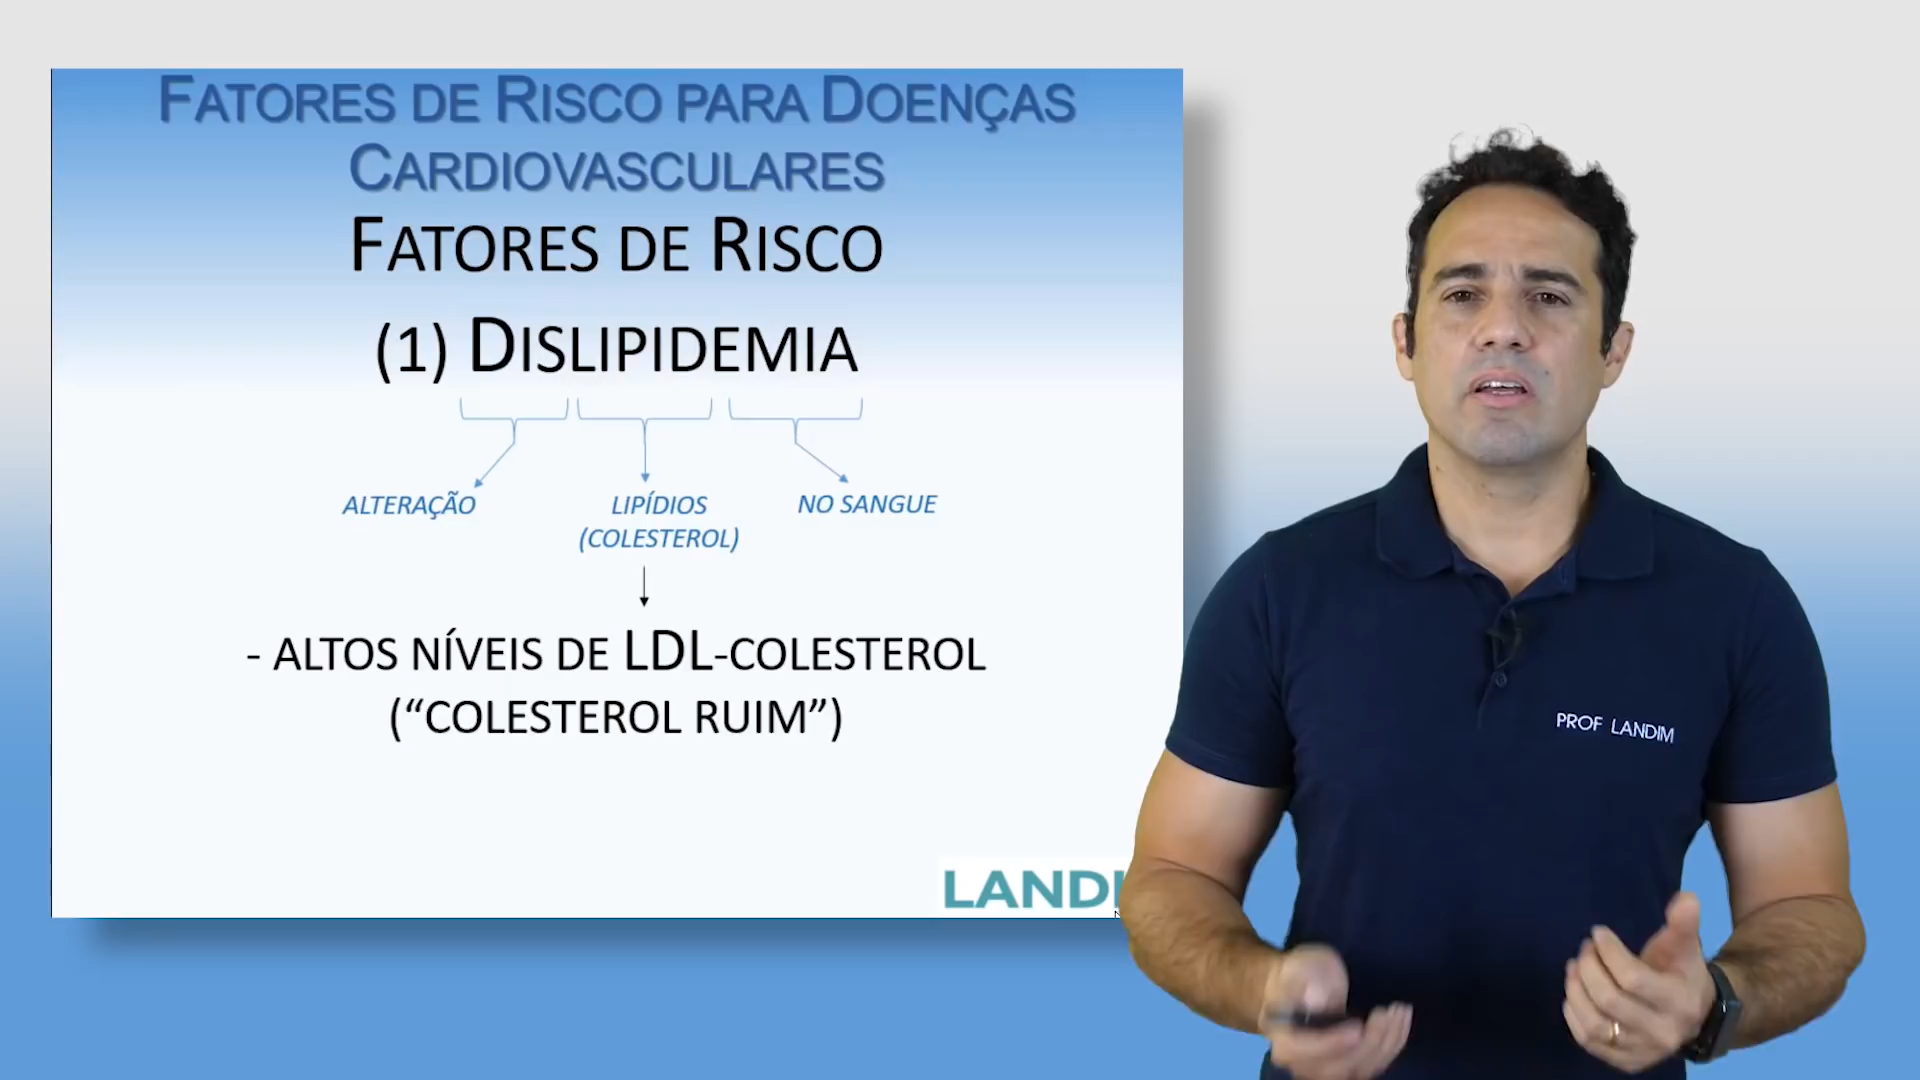 FATORES DE RISCO PARA DOENÇAS
CARDIOVASCULARES
FATORES DE RISCO
(1) DISLIPIDEMIA
ALTERAÇÃO
LIPÍDIOS
(COLESTEROL)
NO SANGUE
- ALTOS NÍVEIS DE LDL-COLESTEROL
(“COLESTEROL RUIM”)
PROF LANDIM